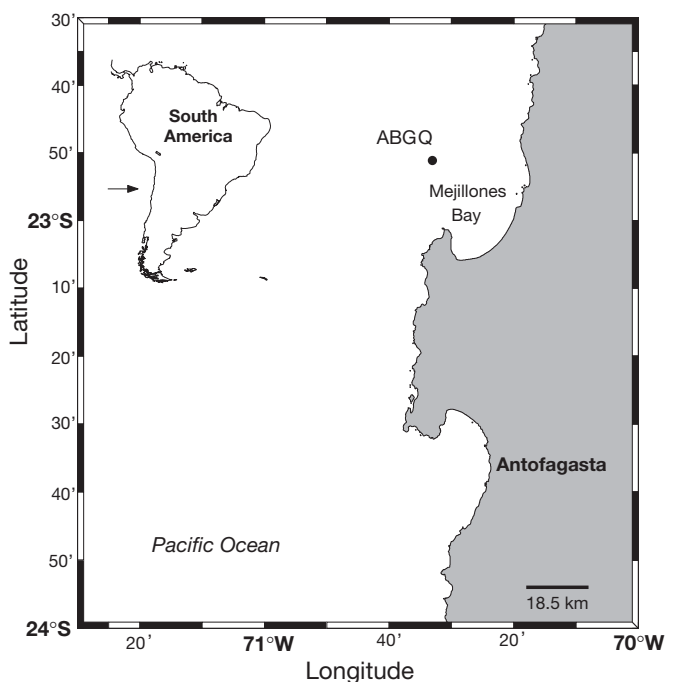 30’
40’
South
America
ABGQ
50’
Mejillones
Bay
23°S
10’
Latitude
20’
30’
Antofagasta
40’
Pacific Ocean
50’
18.5 km
24°S
20’
71°W
40’
20’
70°W
Longitude